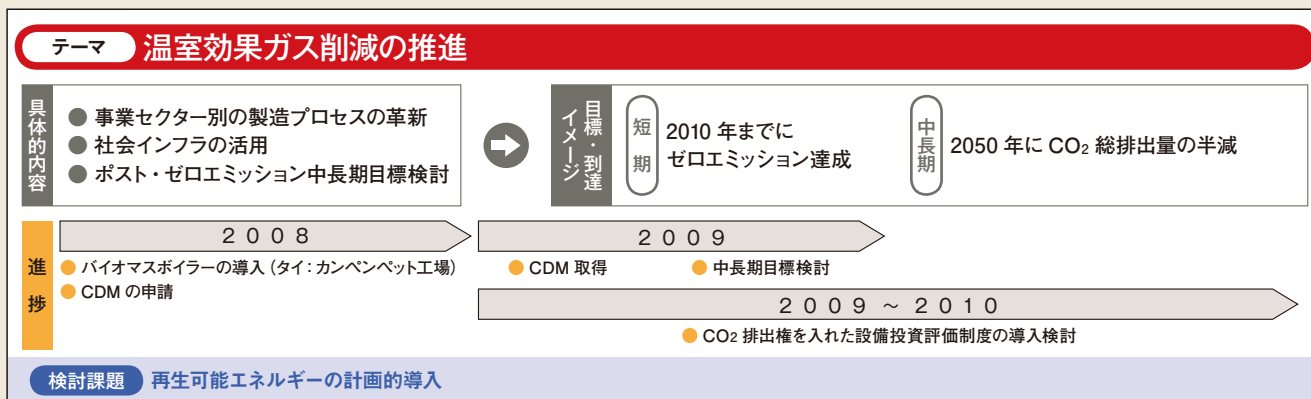 テーマ 温室効果ガス削減の推進
具体的内容
● 事業セクター別の製造プロセスの革新
● 社会インフラの活用
● ポスト・ゼロエミッション中長期目標検討
目標・到達
イメージ
短期
2010 年までに
ゼロエミッション達成
中長期
2050 年に CO₂ 総排出量の半減
進捗
2008
● バイオマスボイラーの導入（タイ：カンペンペット工場）
● CDM の申請
2009
● CDM 取得 ● 中長期目標検討
2009 ～ 2010
● CO₂ 排出権を入れた設備投資評価制度の導入検討
検討課題 再生可能エネルギーの計画的導入